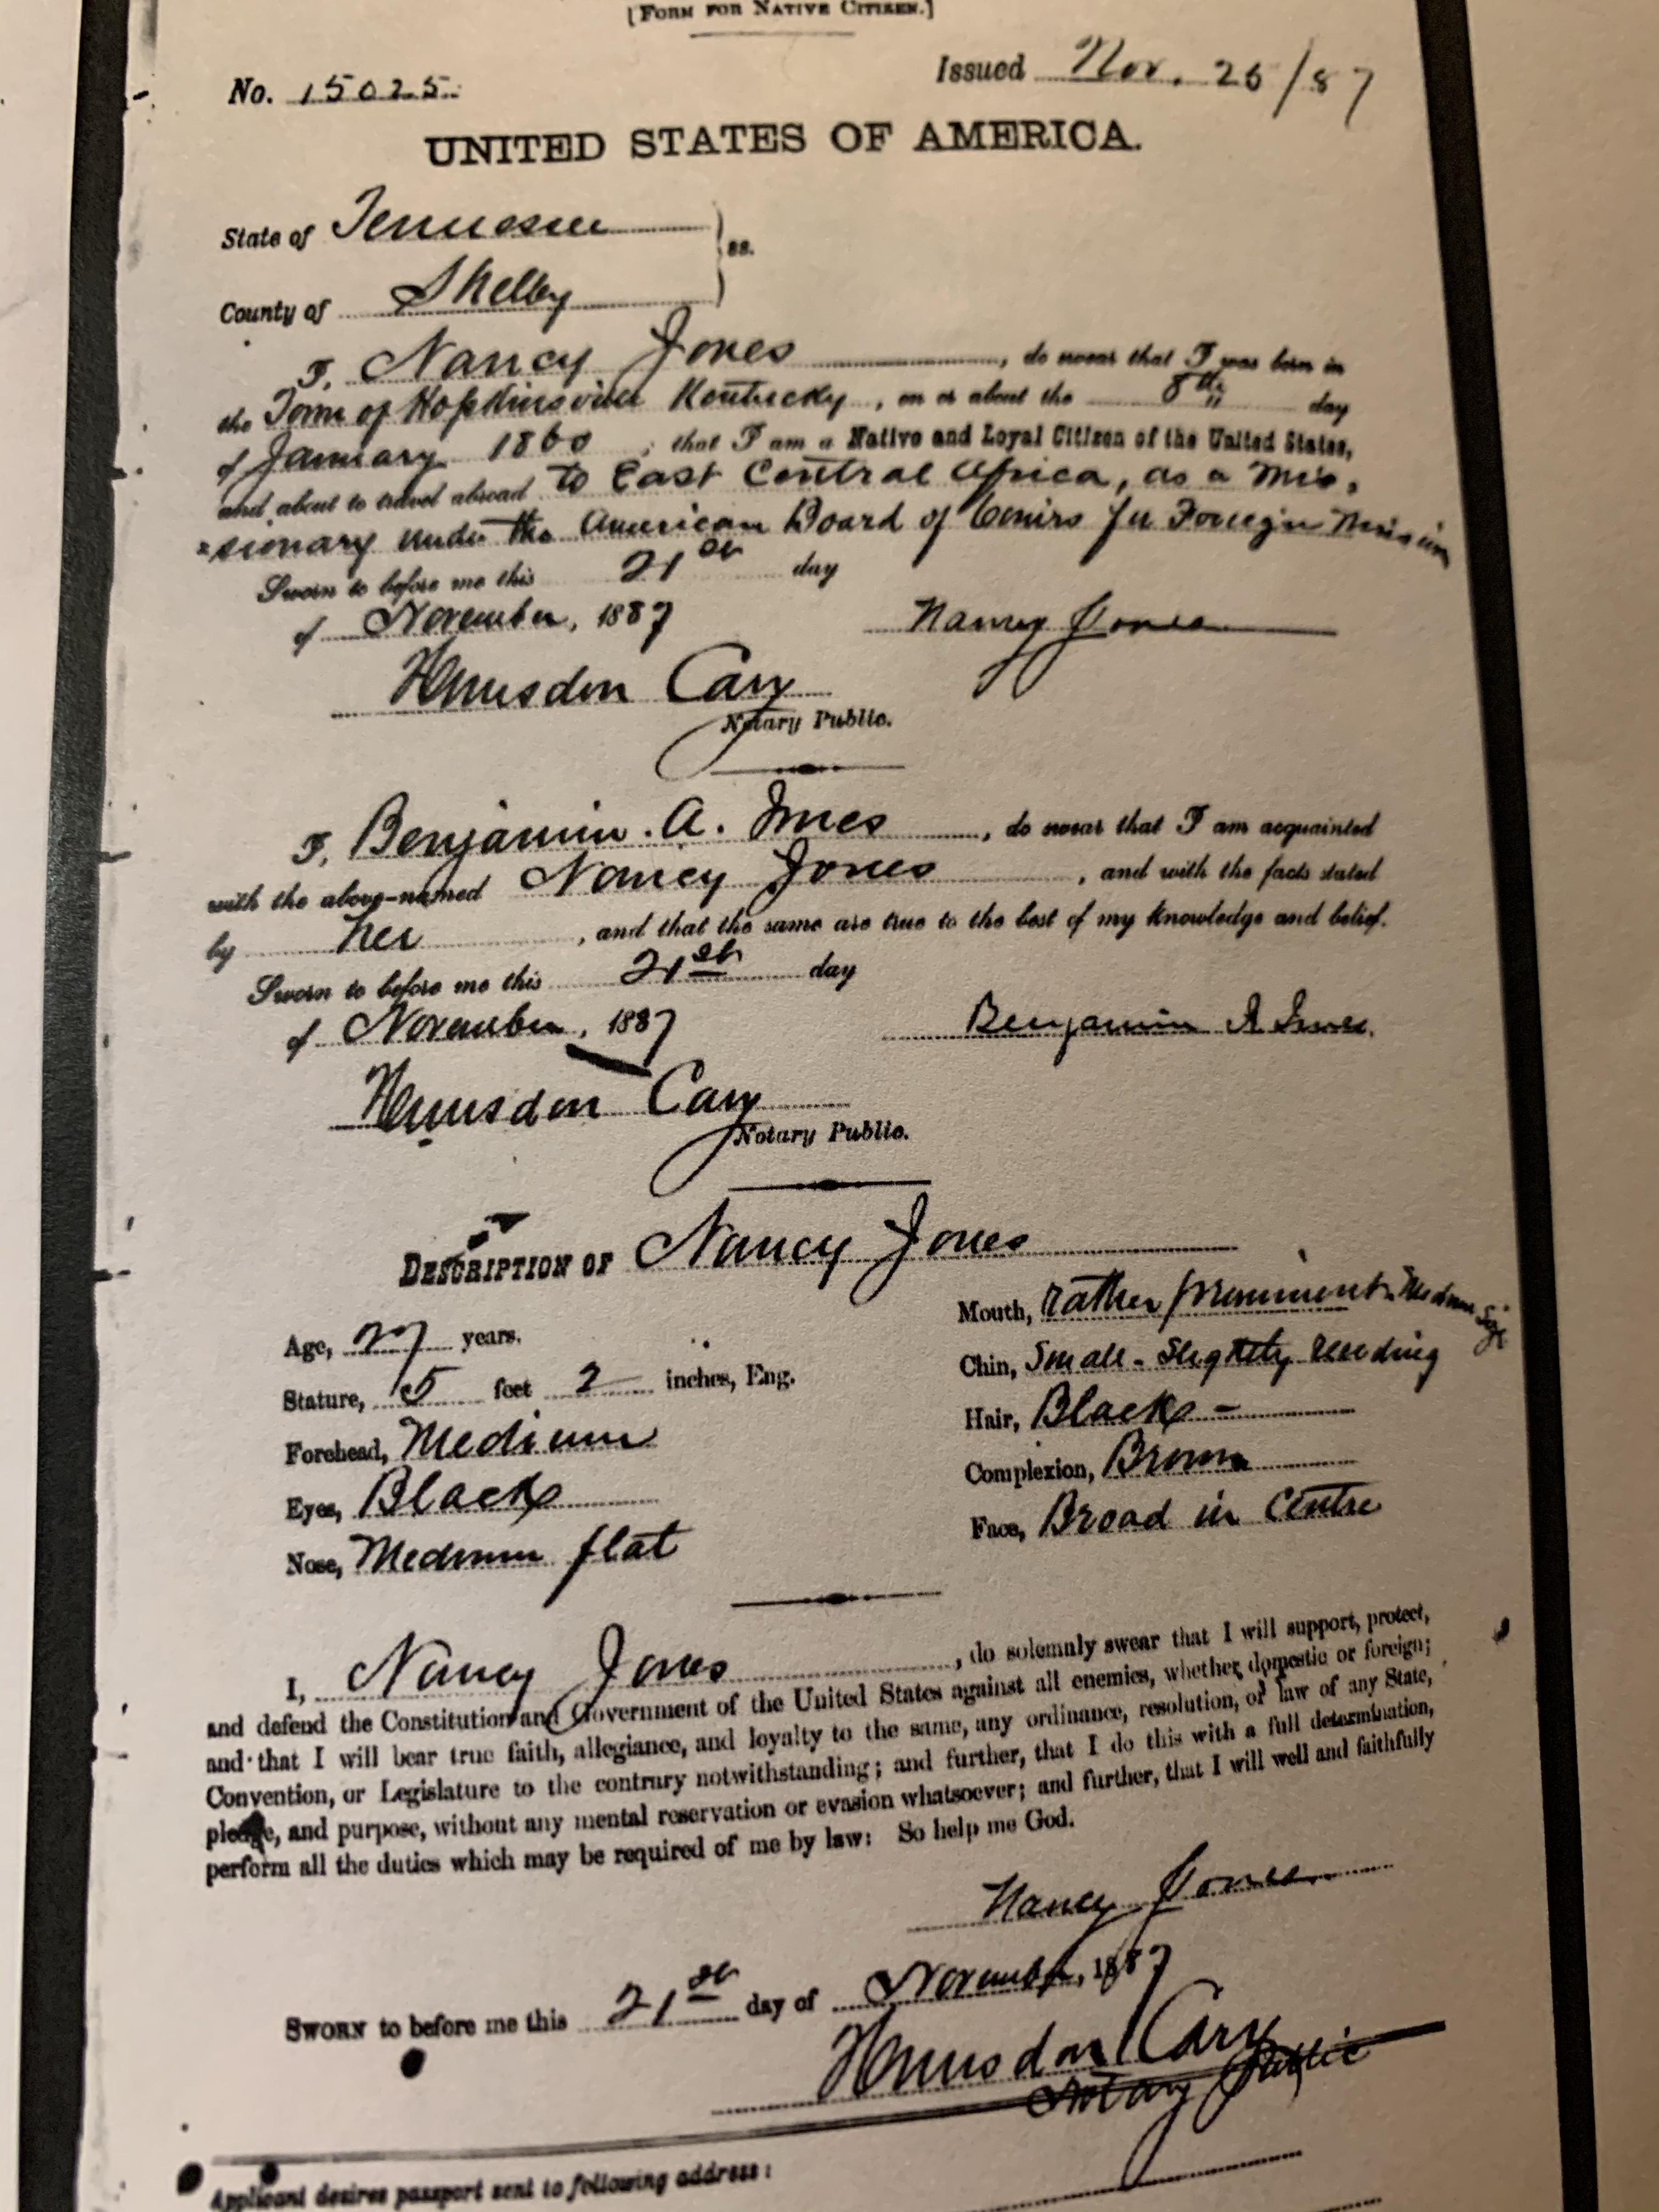 [FORM FOR NATIVE CITIZEN.]
No. 15025. Issued Nov. 25/87
UNITED STATES OF AMERICA.
State of Tennessee
ss.
County of Shelby
I, Nancy Jones, do swear that I was born in
the Town of Hopkinsville Kentucky, on or about the 8th day
of January 1860; that I am a Native and Loyal Citizen of the United States,
and about to travel abroad to East Central Africa, as a Mis,
=sionary under the American Board of Comirs for Foreign Mission
Sworn to before me this 21st day
of November, 1887
Nancy Jones
Cary
Notary Public.
I, Benjamin. A. Imes, do swear that I am acquainted
with the above-named Nancy Jones, and with the facts stated
by her, and that the same are true to the best of my knowledge and belief.
Sworn to before me this 21st day
of November, 1887
Benjamin A Imes.
Cary
Notary Public.
DESCRIPTION OF Nancy Jones
Age, 27 years.
Stature, 5 feet 2 inches, Eng.
Forehead, Medium
Eyes, Black
Nose, Medium flat
Mouth, rather prominent. Medium size
Chin, Small - Slightly receding
Hair, Black -
Complexion, Brown
Face, Broad in Centre
I, Nancy Jones, do solemnly swear that I will support, protect,
and defend the Constitution and Government of the United States against all enemies, whether domestic or foreign;
and that I will bear true faith, allegiance, and loyalty to the same, any ordinance, resolution, or law of any State,
Convention, or Legislature to the contrary notwithstanding; and further, that I do this with a full determination,
pledge, and purpose, without any mental reservation or evasion whatsoever; and further, that I will well and faithfully
perform all the duties which may be required of me by law: So help me God.
Nancy Jones
SWORN to before me this 21st day of November, 1887
Cary
Notary Public
Applicant desires passport sent to following address: